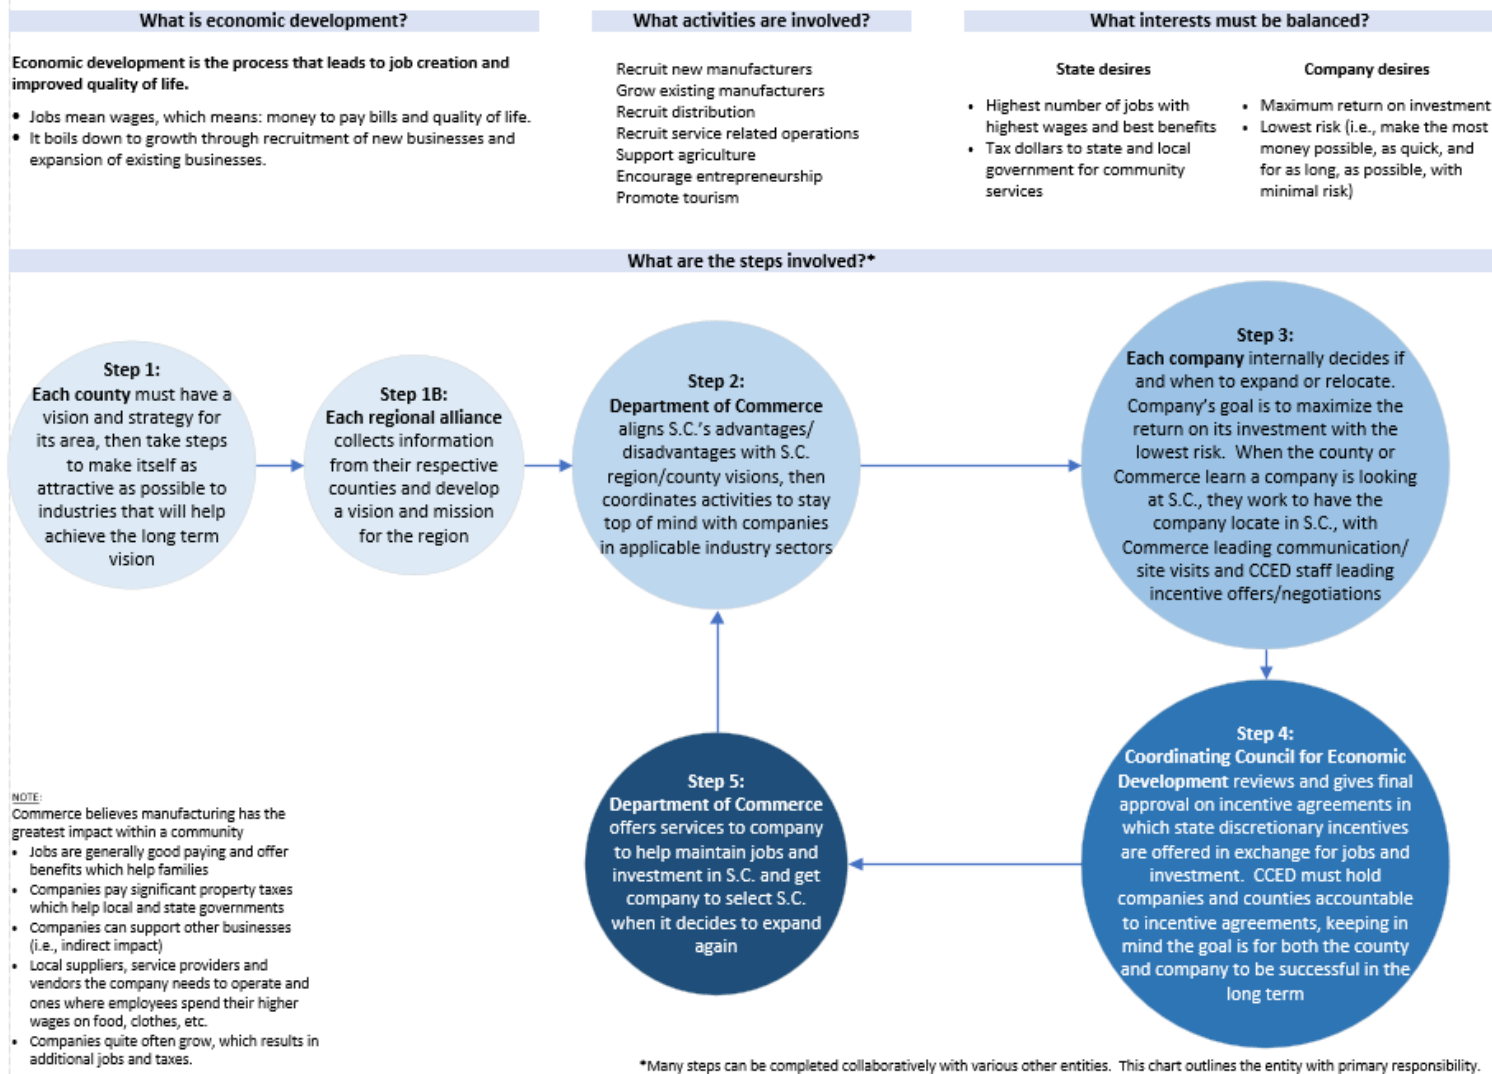 What is economic development?
Economic development is the process that leads to job creation and
improved quality of life.
• Jobs mean wages, which means: money to pay bills and quality of life.
• It boils down to growth through recruitment of new businesses and
expansion of existing businesses.
What activities are involved?
Recruit new manufacturers
Grow existing manufacturers
Recruit distribution
Recruit service related operations
Support agriculture
Encourage entrepreneurship
Promote tourism
What interests must be balanced?
State desires
• Highest number of jobs with
highest wages and best benefits
• Tax dollars to state and local
government for community
services
Company desires
• Maximum return on investment
• Lowest risk (i.e., make the most
money possible, as quick, and
for as long, as possible, with
minimal risk)
What are the steps involved?*
Step 1:
Each county must have a
vision and strategy for
its area, then take steps
to make itself as
attractive as possible to
industries that will help
achieve the long term
vision
Step 1B:
Each regional alliance
collects information
from their respective
counties and develop
a vision and mission
for the region
Step 2:
Department of Commerce
aligns S.C.'s advantages/
disadvantages with S.C.
region/county visions, then
coordinates activities to stay
top of mind with companies
in applicable industry sectors
Step 3:
Each company internally decides if
and when to expand or relocate.
Company's goal is to maximize the
return on its investment with the
lowest risk. When the county or
Commerce learn a company is looking
at S.C., they work to have the
company locate in S.C., with
Commerce leading communication/
site visits and CCED staff leading
incentive offers/negotiations
Step 4:
Coordinating Council for Economic
Development reviews and gives final
approval on incentive agreements in
which state discretionary incentives
are offered in exchange for jobs and
investment. CCED must hold
companies and counties accountable
to incentive agreements, keeping in
mind the goal is for both the county
and company to be successful in the
long term
Step 5:
Department of Commerce
offers services to company
to help maintain jobs and
investment in S.C. and get
company to select S.C.
when it decides to expand
again
NOTE:
Commerce believes manufacturing has the
greatest impact within a community
• Jobs are generally good paying and offer
benefits which help families
• Companies pay significant property taxes
which help local and state governments
• Companies can support other businesses
(i.e., indirect impact)
• Local suppliers, service providers and
vendors the company needs to operate and
ones where employees spend their higher
wages on food, clothes, etc.
• Companies quite often grow, which results in
additional jobs and taxes.
*Many steps can be completed collaboratively with various other entities. This chart outlines the entity with primary responsibility.